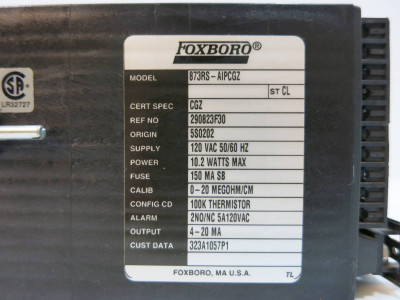 FOXBORO®
MODEL 873RS-AIPCGZ
ST CL
CERT SPEC CGZ
REF NO 290823F30
ORIGIN 5S0202
SUPPLY 120 VAC 50/60 HZ
POWER 10.2 WATTS MAX
FUSE 150 MA SB
CALIB 0-20 MEGOHM/CM
CONFIG CD 100K THERMISTOR
ALARM 2NO/NC 5A120VAC
OUTPUT 4-20 MA
CUST DATA 323A1057P1
FOXBORO, MA U.S.A. TL
SA
LR32727